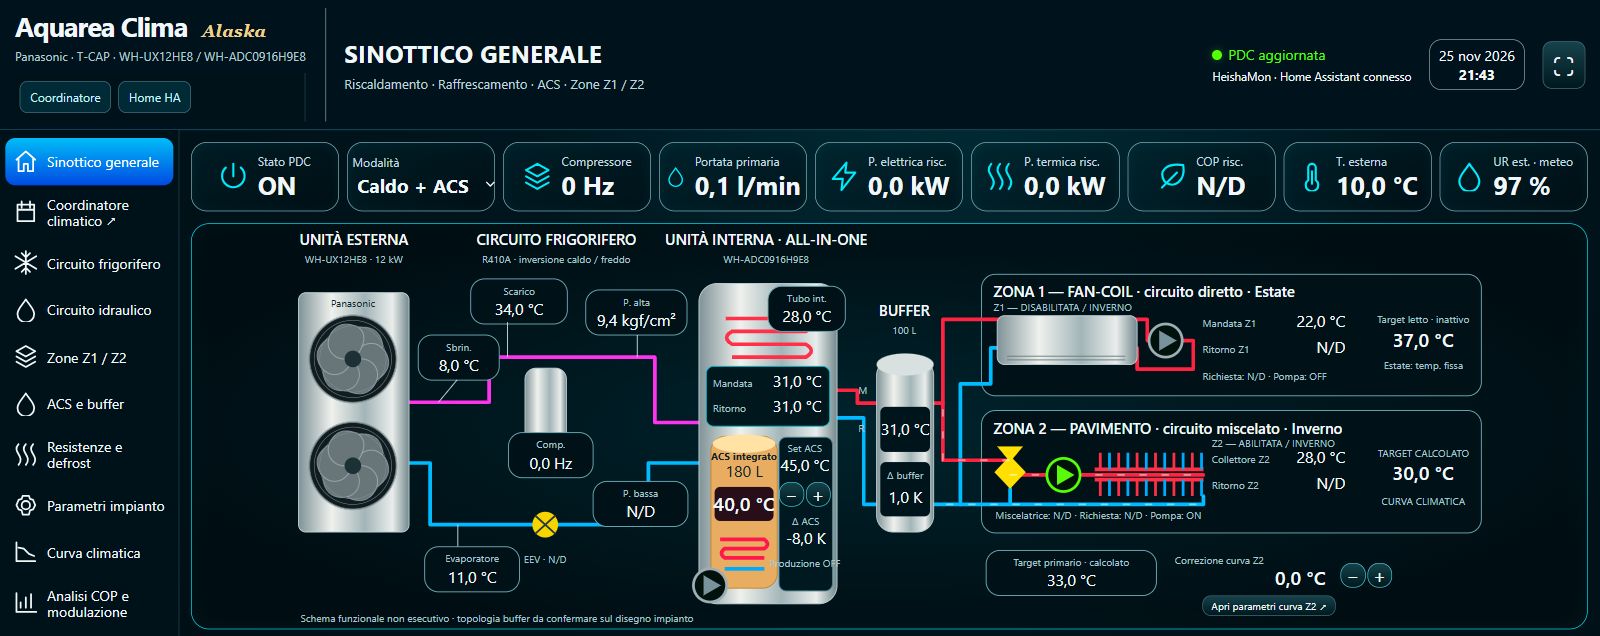 Aquarea Clima Alaska
Panasonic · T-CAP · WH-UX12HE8 / WH-ADC0916H9E8
Coordinatore
Home HA
SINOTTICO GENERALE
Riscaldamento · Raffrescamento · ACS · Zone Z1 / Z2
PDC aggiornata
HeishaMon · Home Assistant connesso
25 nov 2026
21:43
Sinottico generale
Coordinatore
climatico ↗
Circuito frigorifero
Circuito idraulico
Zone Z1 / Z2
ACS e buffer
Resistenze e
defrost
Parametri impianto
Curva climatica
Analisi COP e
modulazione
Stato PDC
ON
Modalità
Caldo + ACS
Compressore
0 Hz
Portata primaria
0,1 l/min
P. elettrica risc.
0,0 kW
P. termica risc.
0,0 kW
COP risc.
N/D
T. esterna
10,0 °C
UR est. · meteo
97 %
UNITÀ ESTERNA
WH-UX12HE8 · 12 kW
CIRCUITO FRIGORIFERO
R410A · inversione caldo / freddo
UNITÀ INTERNA · ALL-IN-ONE
WH-ADC0916H9E8
Panasonic
Scarico
34,0 °C
P. alta
9,4 kgf/cm²
Sbrin.
8,0 °C
Comp.
0,0 Hz
P. bassa
N/D
Evaporatore
11,0 °C
EEV · N/D
Tubo int.
28,0 °C
Mandata 31,0 °C
Ritorno 31,0 °C
ACS integrato
180 L
40,0 °C
Set ACS
45,0 °C
− +
Δ ACS
-8,0 K
Produzione OFF
M
R
BUFFER
100 L
31,0 °C
Δ buffer
1,0 K
ZONA 1 — FAN-COIL · circuito diretto · Estate
Z1 — DISABILITATA / INVERNO
Mandata Z1 22,0 °C
Ritorno Z1 N/D
Richiesta: N/D · Pompa: OFF
Target letto · inattivo
37,0 °C
Estate: temp. fissa
ZONA 2 — PAVIMENTO · circuito miscelato · Inverno
Z2 — ABILITATA / INVERNO
Collettore Z2 28,0 °C
Ritorno Z2 N/D
Miscelatrice: N/D · Richiesta: N/D · Pompa: ON
TARGET CALCOLATO
30,0 °C
CURVA CLIMATICA
Target primario · calcolato
33,0 °C
Correzione curva Z2
0,0 °C
− +
Apri parametri curva Z2 ↗
Schema funzionale non esecutivo · topologia buffer da confermare sul disegno impianto